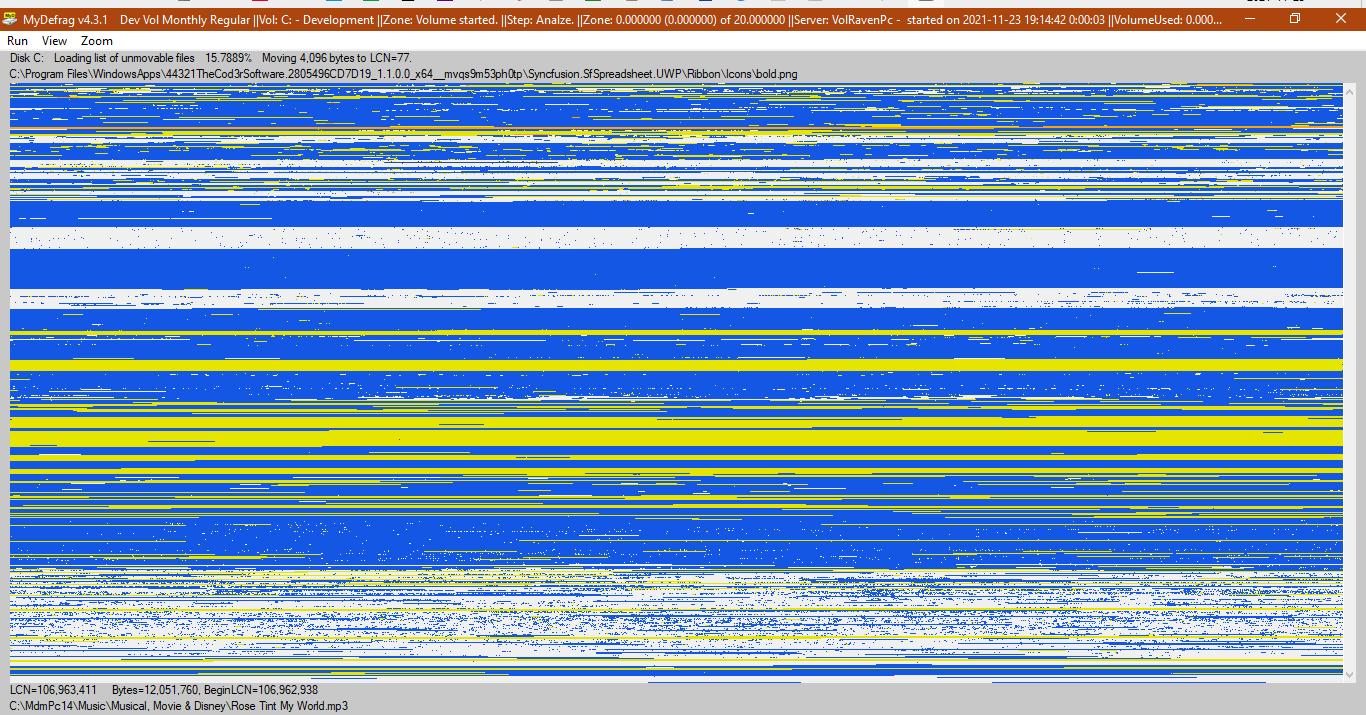 MyDefrag v4.3.1    Dev Vol Monthly Regular ||Vol: C: - Development ||Zone: Volume started. ||Step: Analze. ||Zone: 0.000000 (0.000000) of 20.000000 ||Server: VolRavenPc -  started on 2021-11-23 19:14:42 0:00:03 ||VolumeUsed: 0.000...
Run View Zoom
Disk C:   Loading list of unmovable files   15.7889%   Moving 4,096 bytes to LCN=77.
C:\Program Files\WindowsApps\44321TheCod3rSoftware.2805496CD7D19_1.1.0.0_x64__mvqs9m53ph0tp\Syncfusion.SfSpreadsheet.UWP\Ribbon\Icons\bold.png
LCN=106,963,411    Bytes=12,051,760, BeginLCN=106,962,938
C:\MdmPc14\Music\Musical, Movie & Disney\Rose Tint My World.mp3